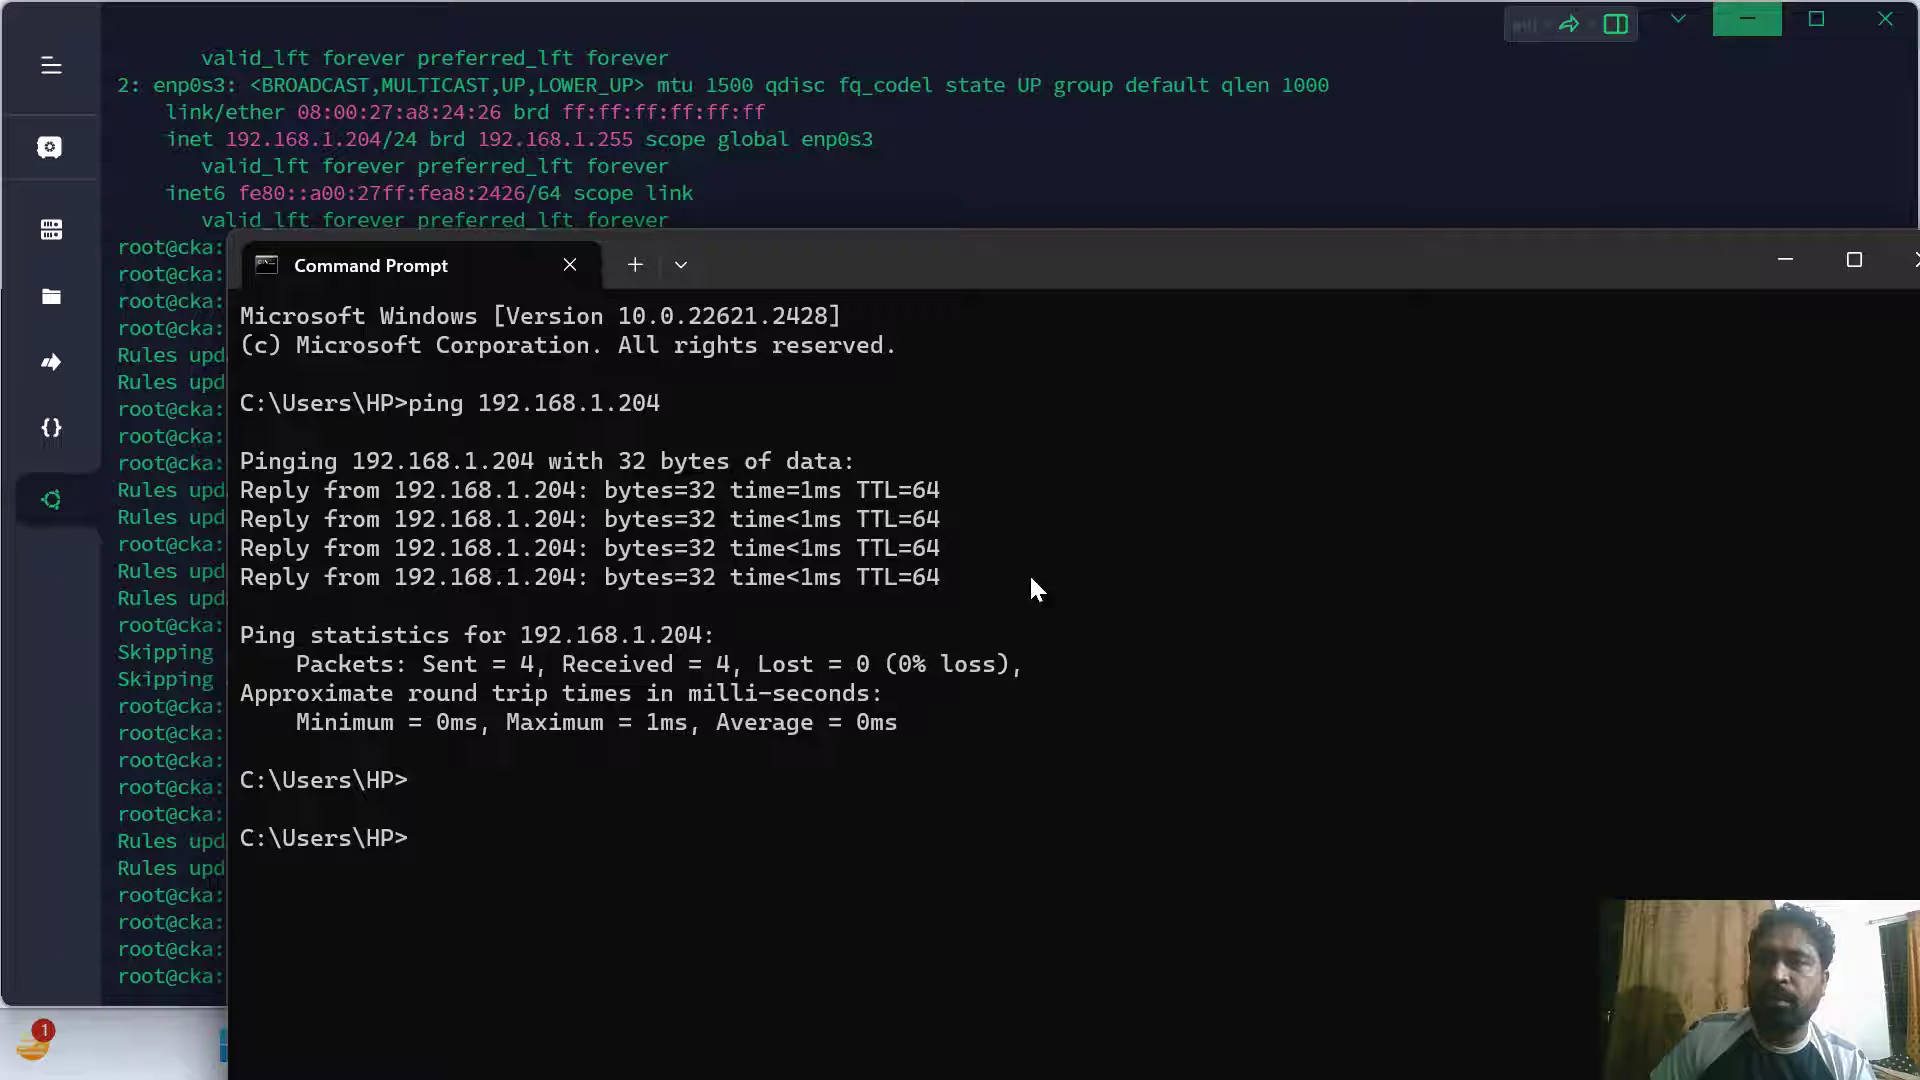 valid_lft forever preferred_lft forever
2: enp0s3: <BROADCAST,MULTICAST,UP,LOWER_UP> mtu 1500 qdisc fq_codel state UP group default qlen 1000
link/ether 08:00:27:a8:24:26 brd ff:ff:ff:ff:ff:ff
inet 192.168.1.204/24 brd 192.168.1.255 scope global enp0s3
valid_lft forever preferred_lft forever
inet6 fe80::a00:27ff:fea8:2426/64 scope link
valid_lft forever preferred_lft forever
root@cka:
root@cka:
root@cka:
root@cka:
Rules upd
Rules upd
root@cka:
root@cka:
root@cka:
Rules upd
Rules upd
root@cka:
Rules upd
Rules upd
root@cka:
Skipping
Skipping
root@cka:
root@cka:
root@cka:
root@cka:
root@cka:
Rules upd
Rules upd
root@cka:
root@cka:
root@cka:
root@cka:
Command Prompt
Microsoft Windows [Version 10.0.22621.2428]
(c) Microsoft Corporation. All rights reserved.
C:\Users\HP>ping 192.168.1.204
Pinging 192.168.1.204 with 32 bytes of data:
Reply from 192.168.1.204: bytes=32 time=1ms TTL=64
Reply from 192.168.1.204: bytes=32 time<1ms TTL=64
Reply from 192.168.1.204: bytes=32 time<1ms TTL=64
Reply from 192.168.1.204: bytes=32 time<1ms TTL=64
Ping statistics for 192.168.1.204:
Packets: Sent = 4, Received = 4, Lost = 0 (0% loss),
Approximate round trip times in milli-seconds:
Minimum = 0ms, Maximum = 1ms, Average = 0ms
C:\Users\HP>
C:\Users\HP>
1